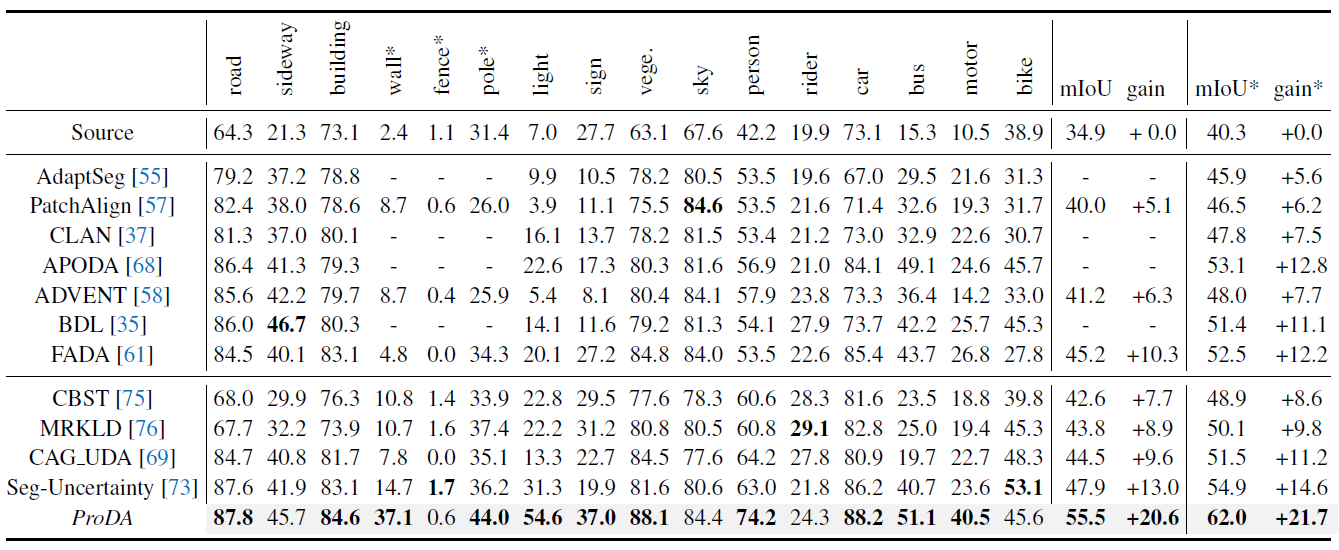 road sideway building wall* fence* pole* light sign vege. sky person rider car bus motor bike mIoU gain mIoU* gain*
Source 64.3 21.3 73.1 2.4 1.1 31.4 7.0 27.7 63.1 67.6 42.2 19.9 73.1 15.3 10.5 38.9 34.9 + 0.0 40.3 +0.0
AdaptSeg [55] 79.2 37.2 78.8 - - - 9.9 10.5 78.2 80.5 53.5 19.6 67.0 29.5 21.6 31.3 - - 45.9 +5.6
PatchAlign [57] 82.4 38.0 78.6 8.7 0.6 26.0 3.9 11.1 75.5 84.6 53.5 21.6 71.4 32.6 19.3 31.7 40.0 +5.1 46.5 +6.2
CLAN [37] 81.3 37.0 80.1 - - - 16.1 13.7 78.2 81.5 53.4 21.2 73.0 32.9 22.6 30.7 - - 47.8 +7.5
APODA [68] 86.4 41.3 79.3 - - - 22.6 17.3 80.3 81.6 56.9 21.0 84.1 49.1 24.6 45.7 - - 53.1 +12.8
ADVENT [58] 85.6 42.2 79.7 8.7 0.4 25.9 5.4 8.1 80.4 84.1 57.9 23.8 73.3 36.4 14.2 33.0 41.2 +6.3 48.0 +7.7
BDL [35] 86.0 46.7 80.3 - - - 14.1 11.6 79.2 81.3 54.1 27.9 73.7 42.2 25.7 45.3 - - 51.4 +11.1
FADA [61] 84.5 40.1 83.1 4.8 0.0 34.3 20.1 27.2 84.8 84.0 53.5 22.6 85.4 43.7 26.8 27.8 45.2 +10.3 52.5 +12.2
CBST [75] 68.0 29.9 76.3 10.8 1.4 33.9 22.8 29.5 77.6 78.3 60.6 28.3 81.6 23.5 18.8 39.8 42.6 +7.7 48.9 +8.6
MRKLD [76] 67.7 32.2 73.9 10.7 1.6 37.4 22.2 31.2 80.8 80.5 60.8 29.1 82.8 25.0 19.4 45.3 43.8 +8.9 50.1 +9.8
CAG_UDA [69] 84.7 40.8 81.7 7.8 0.0 35.1 13.3 22.7 84.5 77.6 64.2 27.8 80.9 19.7 22.7 48.3 44.5 +9.6 51.5 +11.2
Seg-Uncertainty [73] 87.6 41.9 83.1 14.7 1.7 36.2 31.3 19.9 81.6 80.6 63.0 21.8 86.2 40.7 23.6 53.1 47.9 +13.0 54.9 +14.6
ProDA 87.8 45.7 84.6 37.1 0.6 44.0 54.6 37.0 88.1 84.4 74.2 24.3 88.2 51.1 40.5 45.6 55.5 +20.6 62.0 +21.7